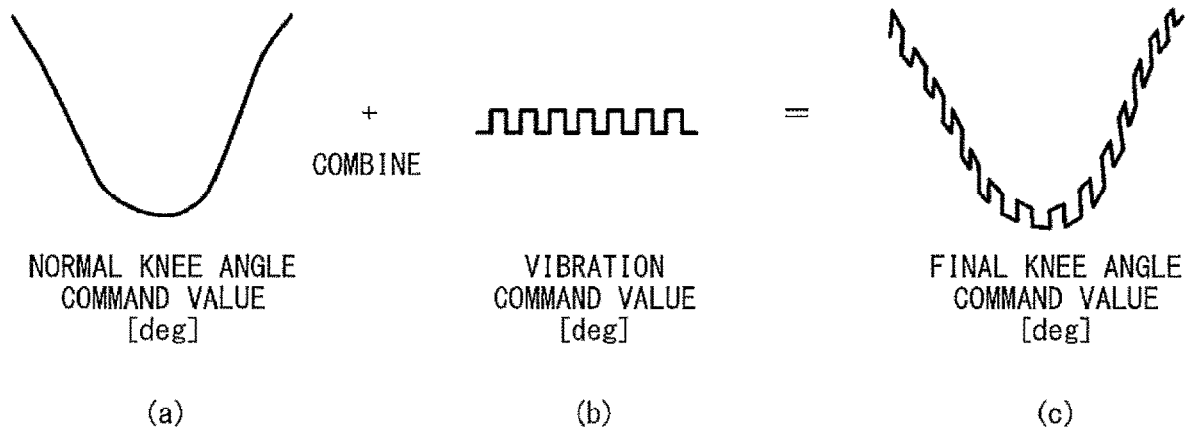 +
COMBINE
=
NORMAL KNEE ANGLE
COMMAND VALUE
[deg]
VIBRATION
COMMAND VALUE
[deg]
FINAL KNEE ANGLE
COMMAND VALUE
[deg]
(a)
(b)
(c)